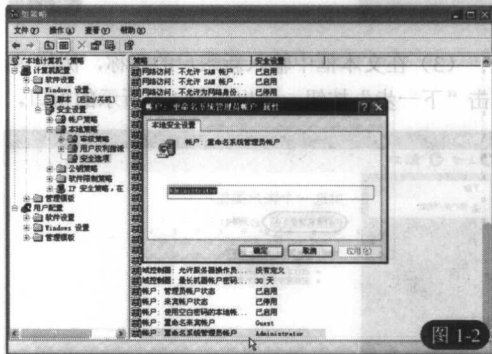 组策略
文件(F) 操作(A) 查看(V) 帮助(H)
“本地计算机”策略
计算机配置
软件设置
Windows 设置
脚本 (启动/关机)
安全设置
帐户策略
本地策略
审核策略
用户权利指派
安全选项
公钥策略
软件限制策略
IP 安全策略，在
管理模板
用户配置
软件设置
Windows 设置
管理模板
策略 安全设置
网络访问: 不允许 SAM 帐户... 已启用
网络访问: 不允许 SAM 帐户... 已停用
网络访问: 不允许为网络身份... 已停用
帐户: 重命名系统管理员帐户 属性
本地安全设置
帐户: 重命名系统管理员帐户
Administrator
确定 取消 应用(A)
域控制器: 允许服务器操作员... 没有定义
域控制器: 最长机器帐户密码... 30 天
帐户: 管理员帐户状态 已启用
帐户: 来宾帐户状态 已停用
帐户: 使用空白密码的本地帐... 已启用
帐户: 重命名来宾帐户 Guest
帐户: 重命名系统管理员帐户 Administrator
图 1-2